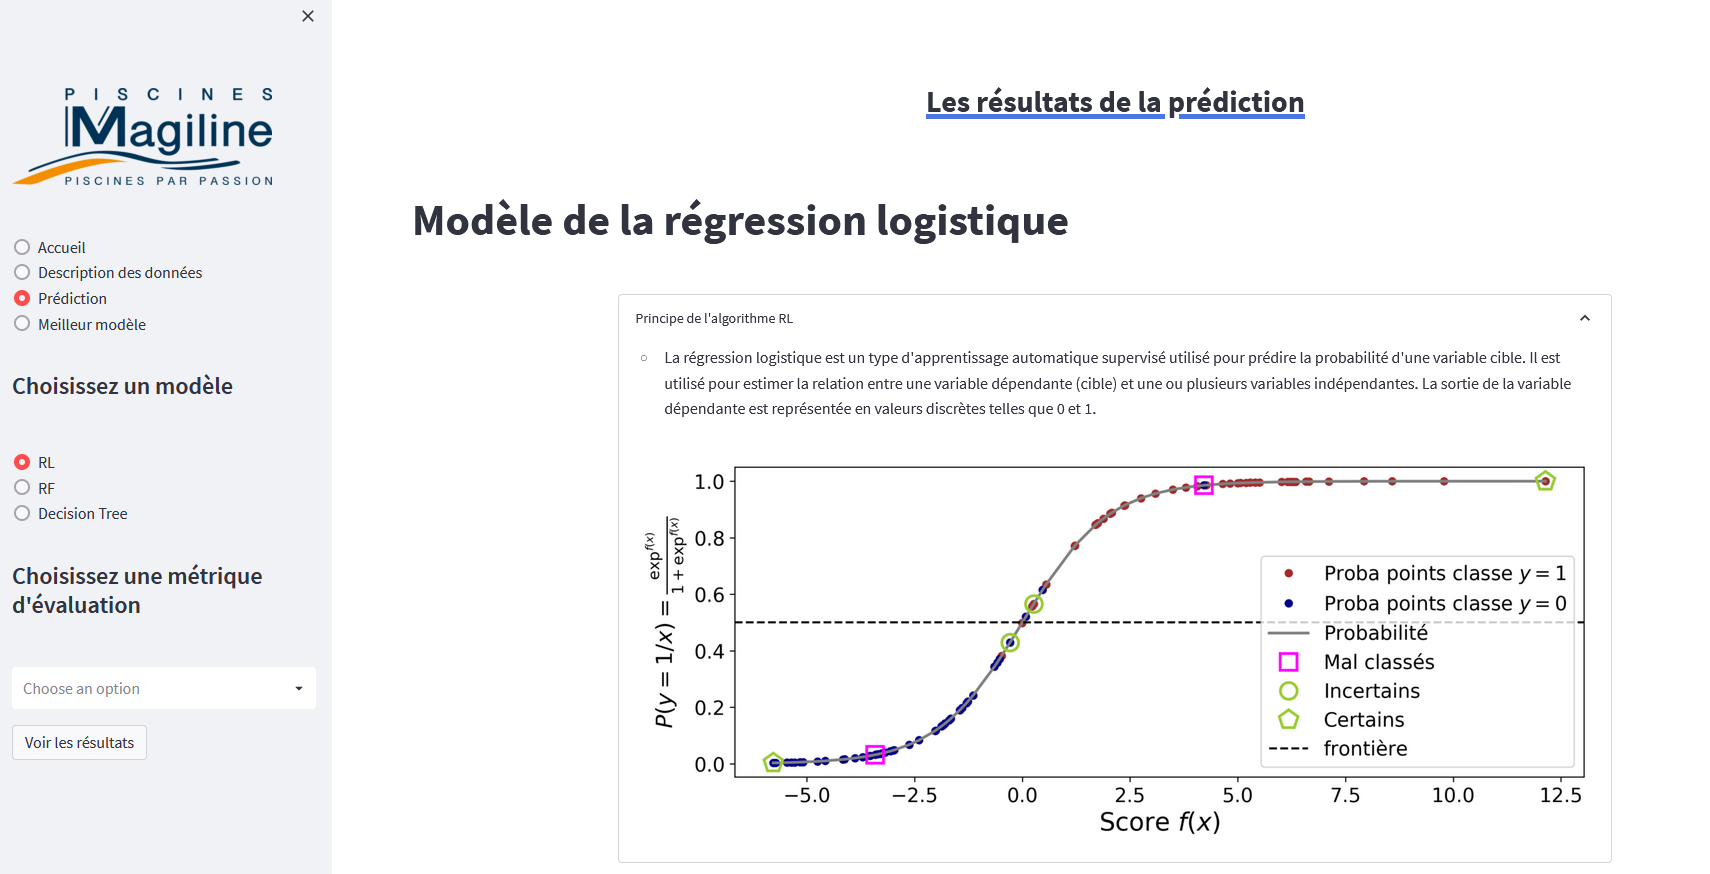 PISCINES
Magiline
PISCINES PAR PASSION
Accueil
Description des données
Prédiction
Meilleur modèle
Choisissez un modèle
RL
RF
Decision Tree
Choisissez une métrique
d'évaluation
Choose an option
Voir les résultats
Les résultats de la prédiction
Modèle de la régression logistique
Principe de l'algorithme RL
La régression logistique est un type d'apprentissage automatique supervisé utilisé pour prédire la probabilité d'une variable cible. Il est
utilisé pour estimer la relation entre une variable dépendante (cible) et une ou plusieurs variables indépendantes. La sortie de la variable
dépendante est représentée en valeurs discrètes telles que 0 et 1.
P(y = 1/x) = exp^f(x) / 1 + exp^f(x)
1.0
0.8
0.6
0.4
0.2
0.0
Proba points classe y = 1
Proba points classe y = 0
Probabilité
Mal classés
Incertains
Certains
frontière
−5.0 −2.5 0.0 2.5 5.0 7.5 10.0 12.5
Score f(x)